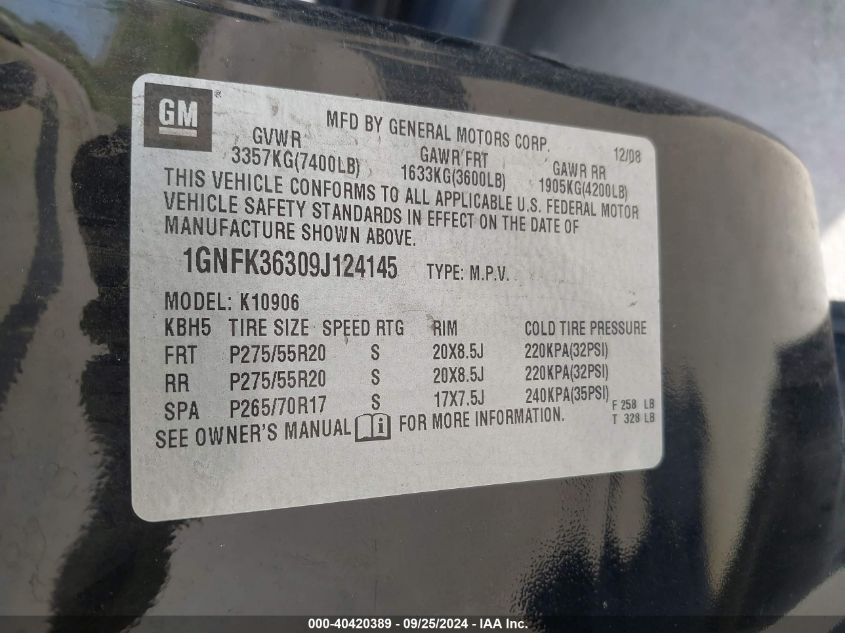 GM ®
MFD BY GENERAL MOTORS CORP. 12/08
GVWR GAWR FRT GAWR RR
3357KG(7400LB) 1633KG(3600LB) 1905KG(4200LB)
THIS VEHICLE CONFORMS TO ALL APPLICABLE U.S. FEDERAL MOTOR
VEHICLE SAFETY STANDARDS IN EFFECT ON THE DATE OF
MANUFACTURE SHOWN ABOVE.
1GNFK36309J124145 TYPE: M.P.V.
MODEL: K10906
KBH5 TIRE SIZE SPEED RTG RIM COLD TIRE PRESSURE
FRT P275/55R20 S 20X8.5J 220KPA(32PSI)
RR P275/55R20 S 20X8.5J 220KPA(32PSI)
SPA P265/70R17 S 17X7.5J 240KPA(35PSI) F 258 LB
T 328 LB
SEE OWNER'S MANUAL i FOR MORE INFORMATION.
000-40420389 - 09/25/2024 - IAAI Inc.